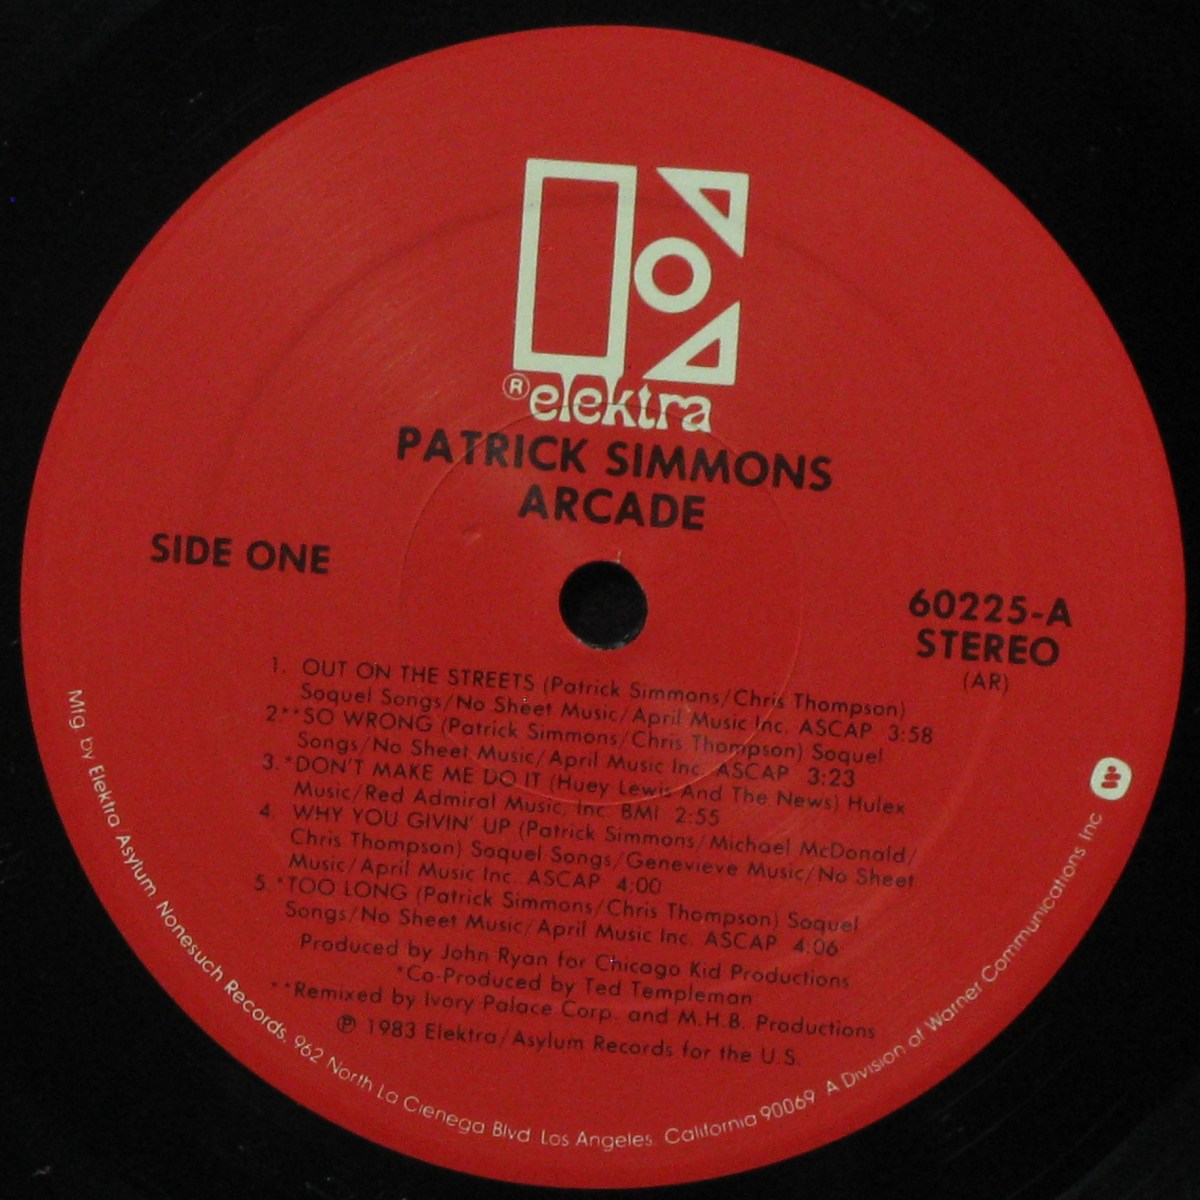 ® elektra
PATRICK SIMMONS
ARCADE
SIDE ONE
60225-A
STEREO
(AR)
1. OUT ON THE STREETS (Patrick Simmons/Chris Thompson)
Soquel Songs/No Sheet Music/April Music Inc. ASCAP 3:58
2.**SO WRONG (Patrick Simmons/Chris Thompson) Soquel
Songs/No Sheet Music/April Music Inc. ASCAP 3:23
3.*DON'T MAKE ME DO IT (Huey Lewis And The News) Hulex
Music/Red Admiral Music, Inc. BMI 2:55
4. WHY YOU GIVIN' UP (Patrick Simmons/Michael McDonald/
Chris Thompson) Soquel Songs/Genevieve Music/No Sheet
Music/April Music Inc. ASCAP 4:00
5.*TOO LONG (Patrick Simmons/Chris Thompson) Soquel
Songs/No Sheet Music/April Music Inc. ASCAP 4:06
Produced by John Ryan for Chicago Kid Productions
*Co-Produced by Ted Templeman
**Remixed by Ivory Palace Corp. and M.H.B. Productions
℗ 1983 Elektra/Asylum Records for the U.S.
Mfg. by Elektra Asylum Nonesuch Records, 962 North La Cienega Blvd. Los Angeles, California 90069 A Division of Warner Communications Inc